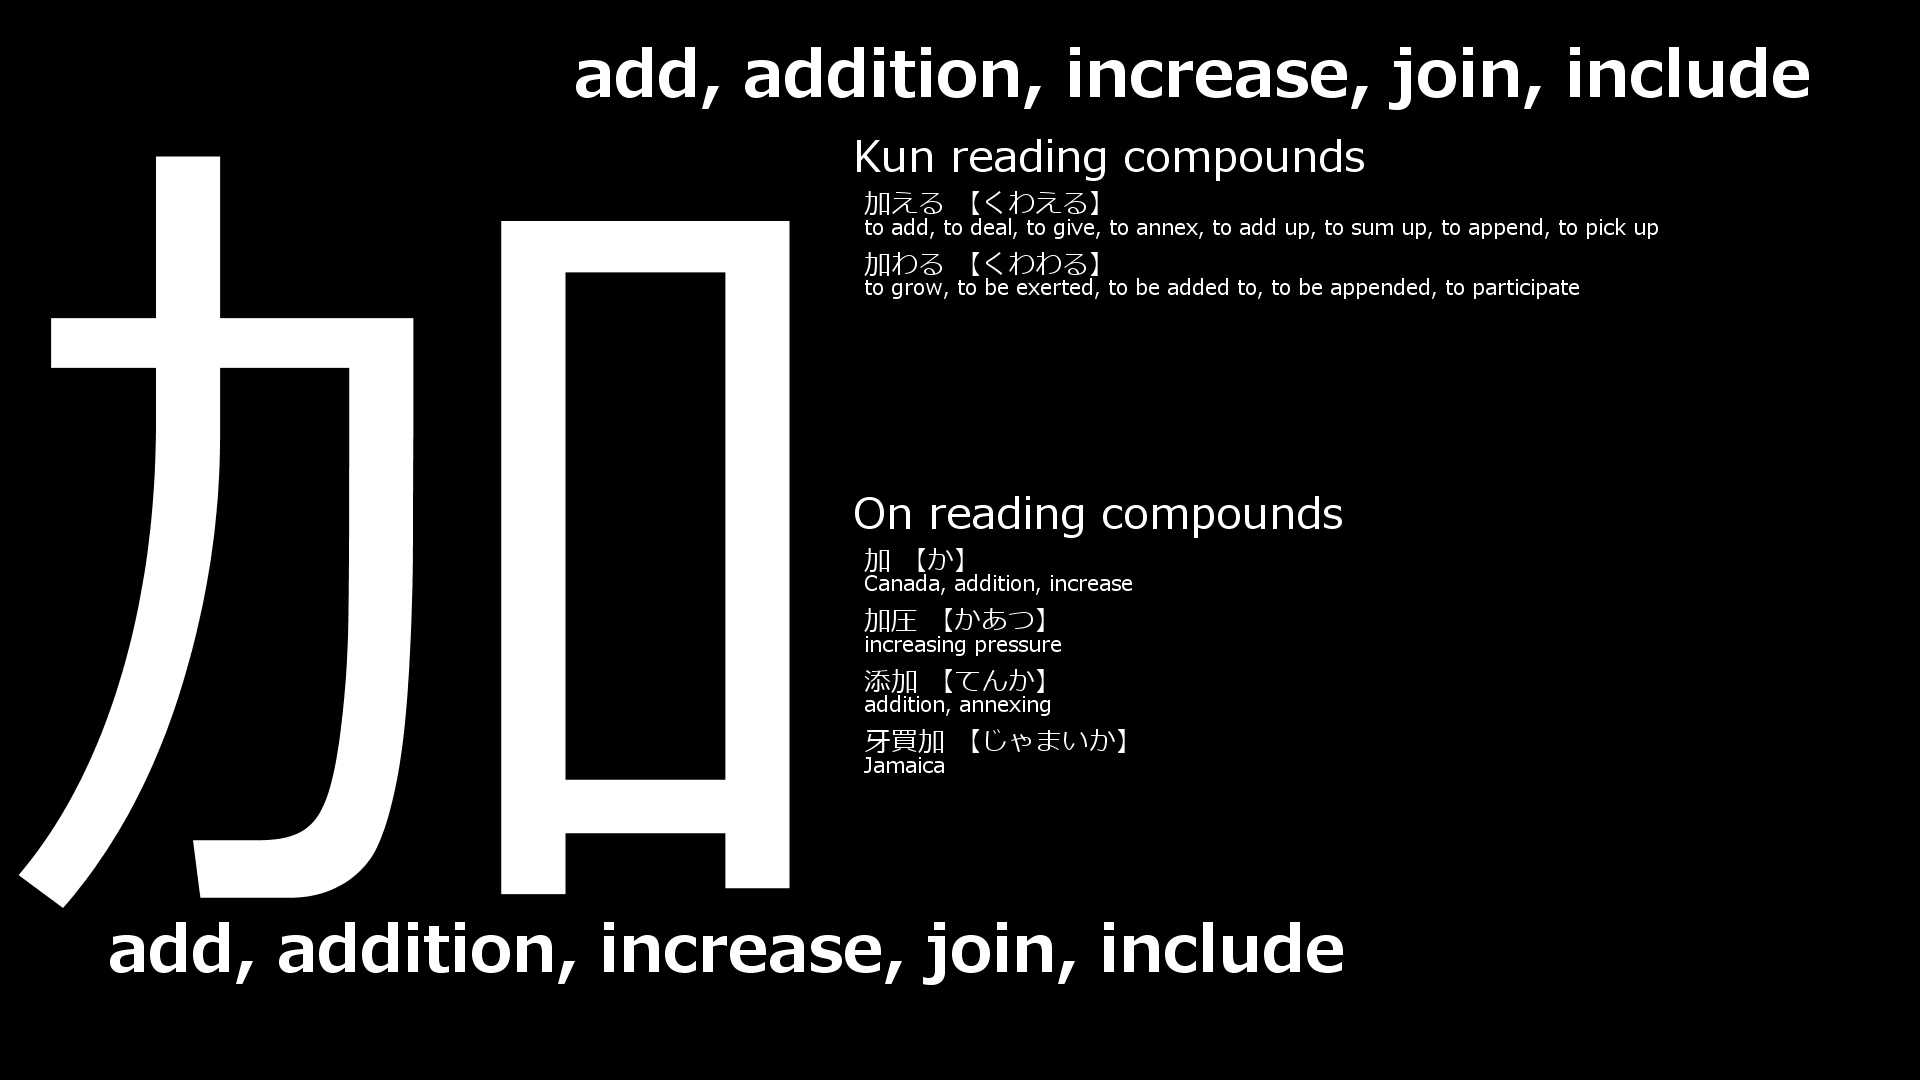 add, addition, increase, join, include
加
Kun reading compounds
加える 【くわえる】
to add, to deal, to give, to annex, to add up, to sum up, to append, to pick up
加わる 【くわわる】
to grow, to be exerted, to be added to, to be appended, to participate
On reading compounds
加 【か】
Canada, addition, increase
加圧 【かあつ】
increasing pressure
添加 【てんか】
addition, annexing
牙買加 【じゃまいか】
Jamaica
add, addition, increase, join, include